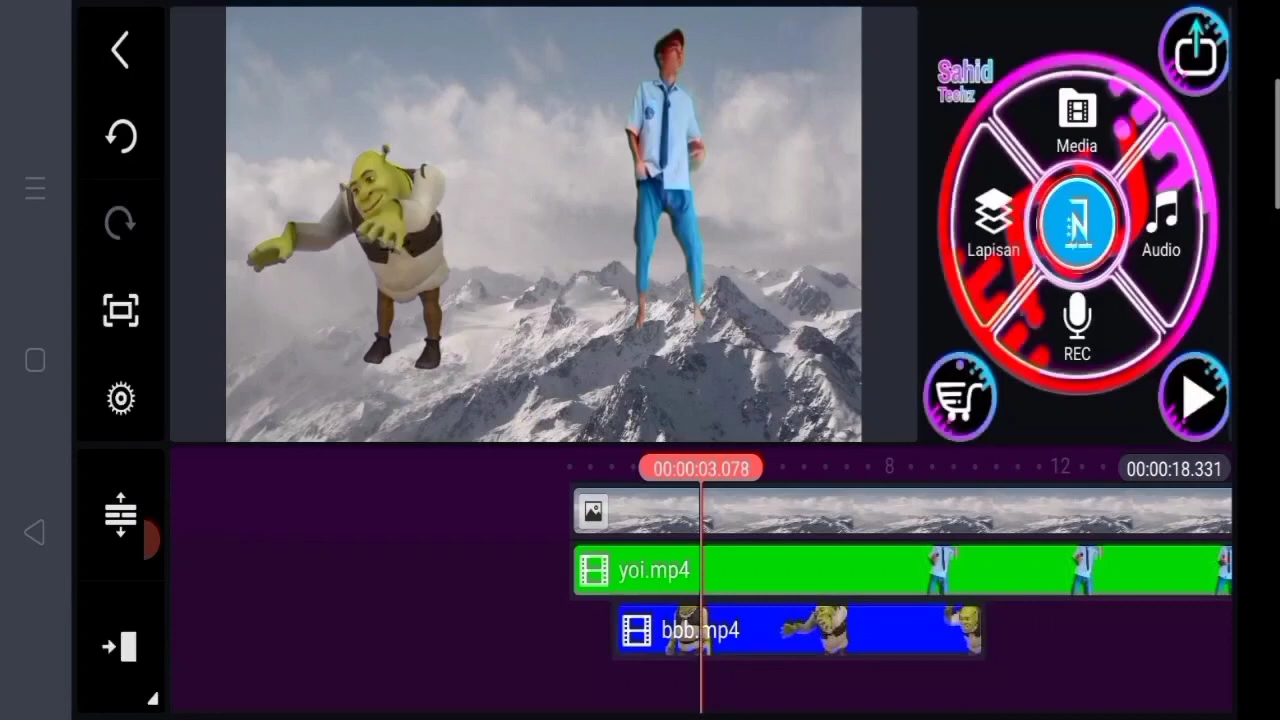 Sahid
Techz
Media
Lapisan
Audio
REC
00:00:03.078
8
12
00:00:18.331
yoi.mp4
bbb.mp4